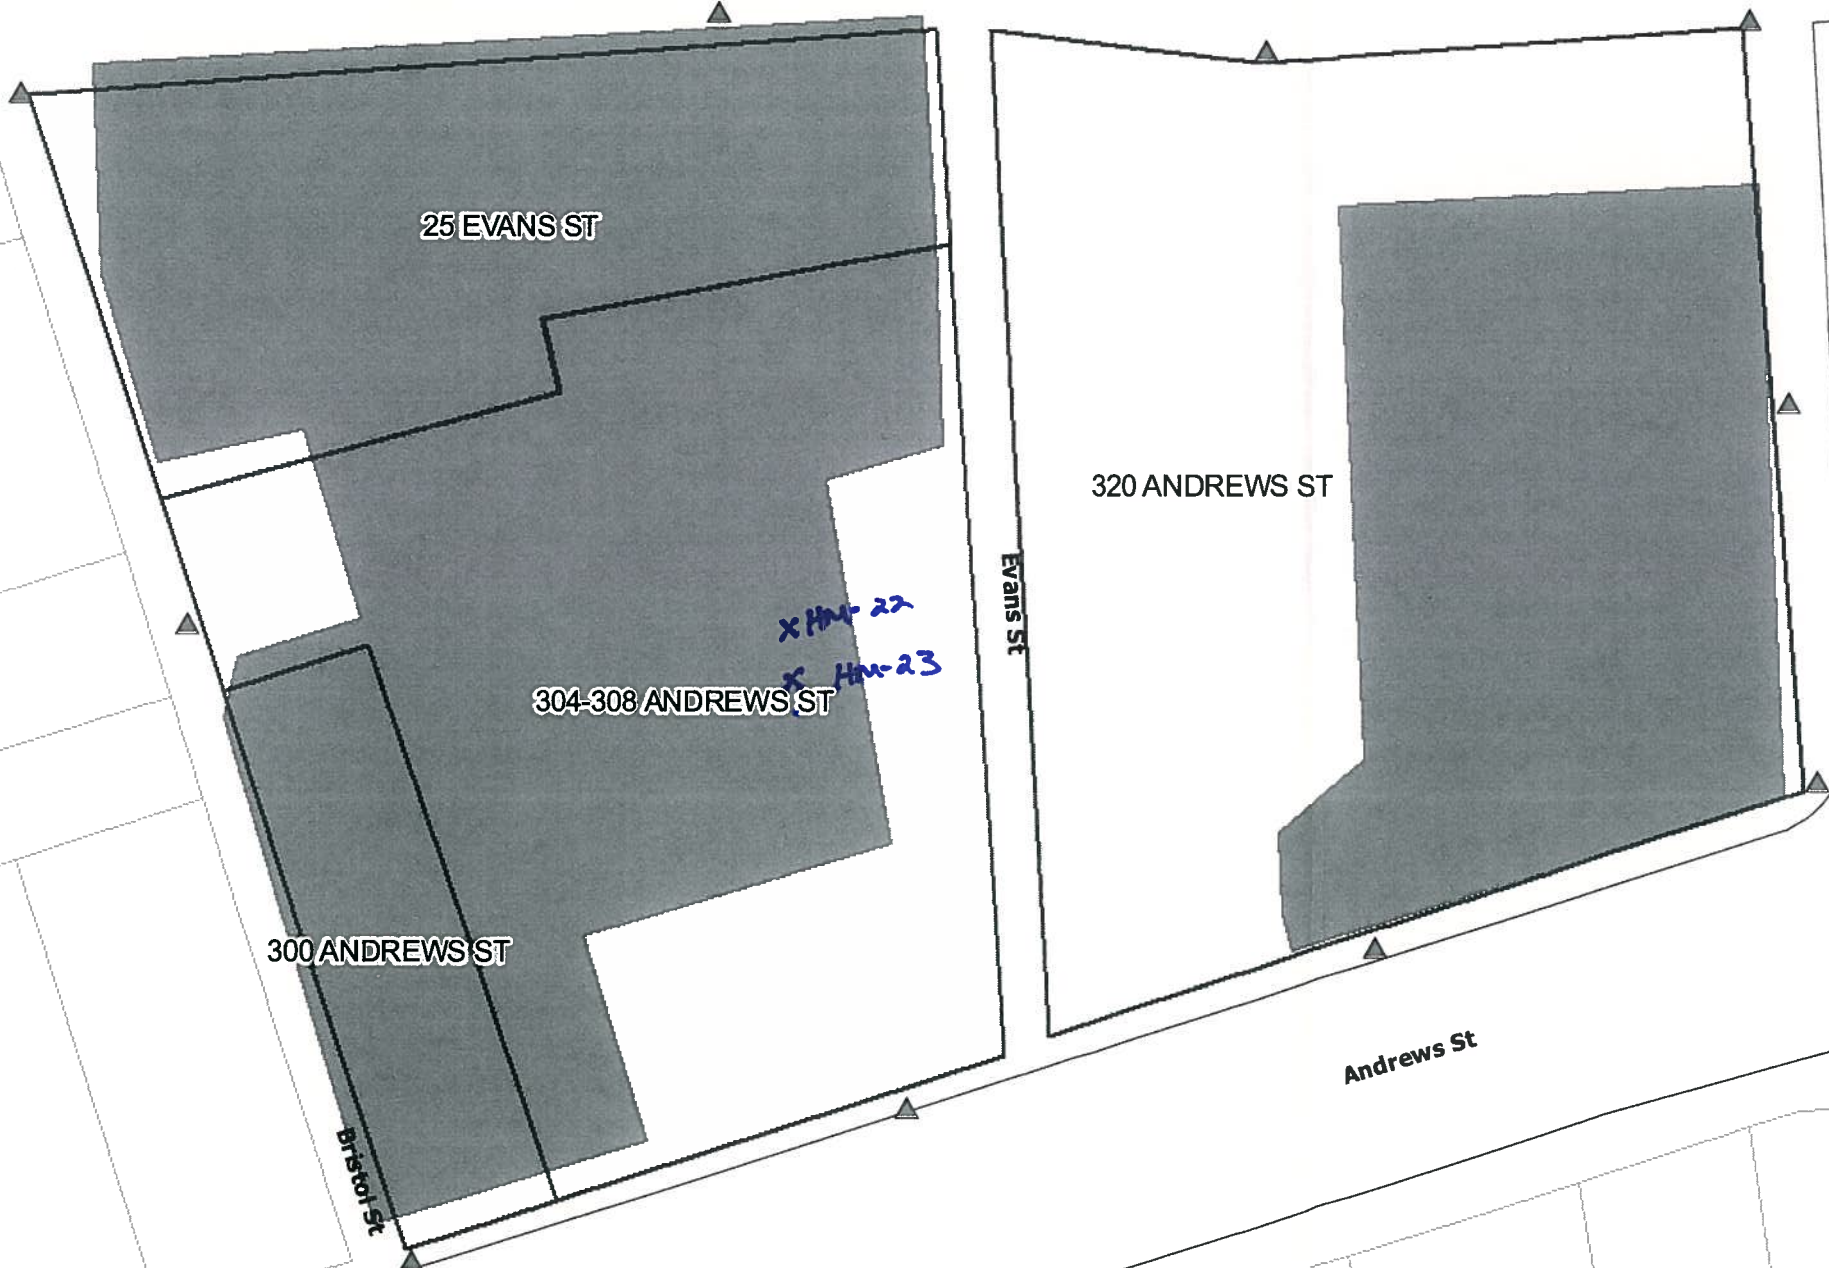 25 EVANS ST
320 ANDREWS ST
Evans St
x HM-22
x HM-23
304-308 ANDREWS ST
300 ANDREWS ST
Andrews St
Bristol St